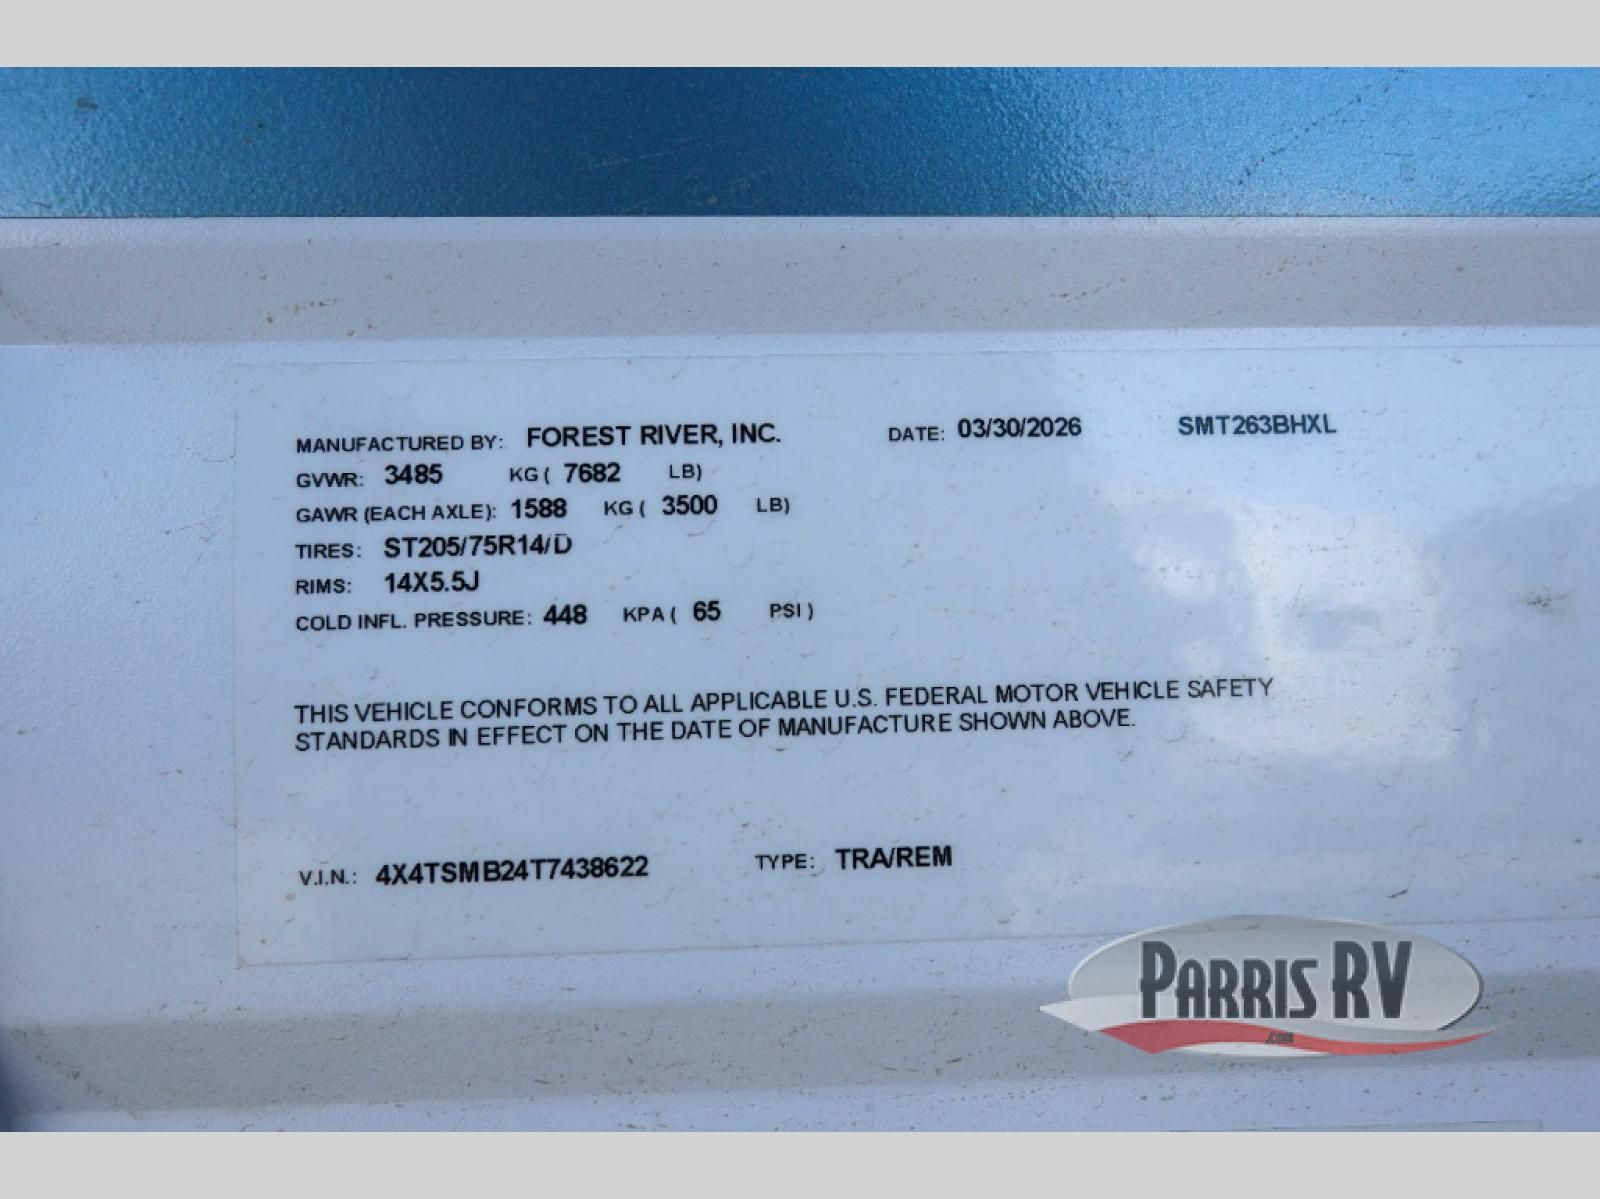 MANUFACTURED BY: FOREST RIVER, INC. DATE: 03/30/2026 SMT263BHXL
GVWR: 3485 KG ( 7682 LB)
GAWR (EACH AXLE): 1588 KG ( 3500 LB)
TIRES: ST205/75R14/D
RIMS: 14X5.5J
COLD INFL. PRESSURE: 448 KPA ( 65 PSI )
THIS VEHICLE CONFORMS TO ALL APPLICABLE U.S. FEDERAL MOTOR VEHICLE SAFETY
STANDARDS IN EFFECT ON THE DATE OF MANUFACTURE SHOWN ABOVE.
V.I.N.: 4X4TSMB24T7438622 TYPE: TRA/REM
PARRIS RV
.COM